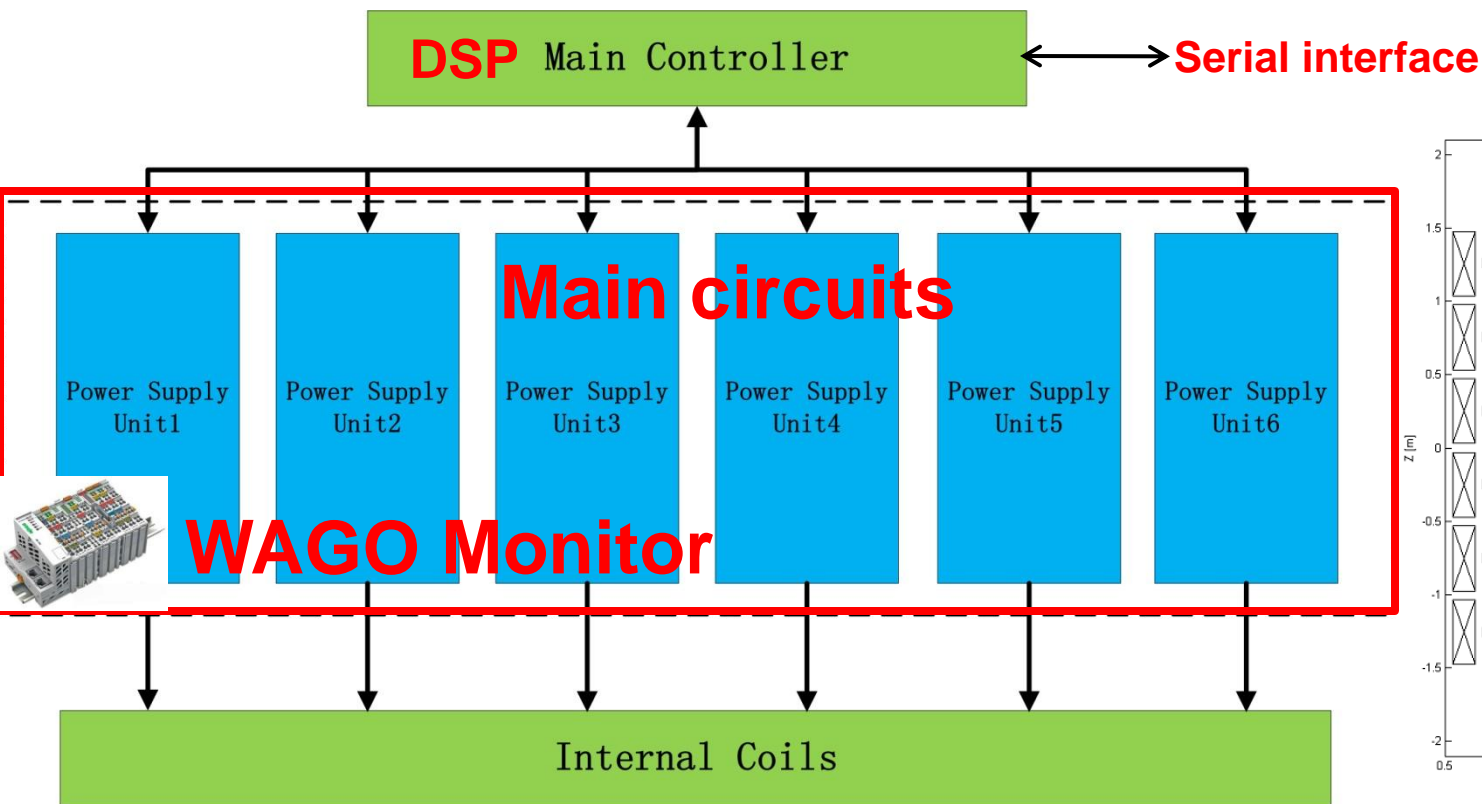 DSP Main Controller
Serial interface
Main circuits
Power Supply
Unit1
Power Supply
Unit2
Power Supply
Unit3
Power Supply
Unit4
Power Supply
Unit5
Power Supply
Unit6
WAGO Monitor
Internal Coils
2
1.5
1
0.5
0
-0.5
-1
-1.5
-2
Z [m]
0.5